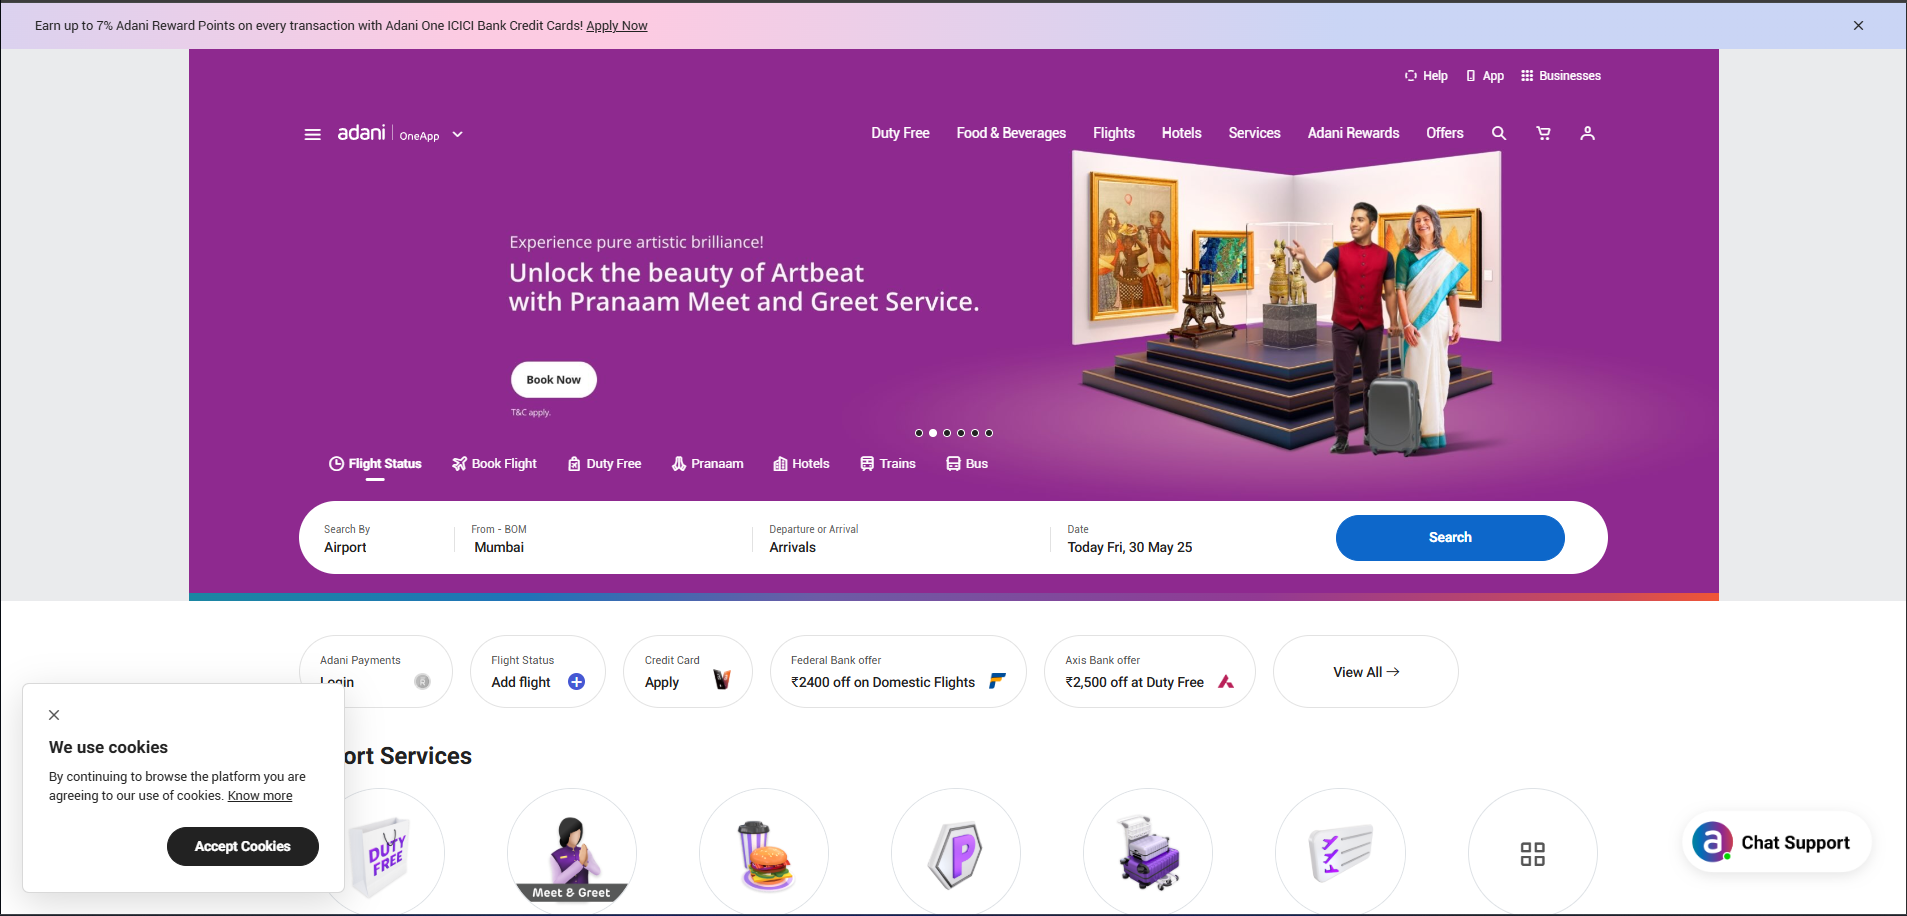 Earn up to 7% Adani Reward Points on every transaction with Adani One ICICI Bank Credit Cards! Apply Now
Help App Businesses
adani OneApp
Duty Free Food & Beverages Flights Hotels Services Adani Rewards Offers
Experience pure artistic brilliance!
Unlock the beauty of Artbeat
with Pranaam Meet and Greet Service.
Book Now
T&C apply.
Flight Status Book Flight Duty Free Pranaam Hotels Trains Bus
Search By From - BOM Departure or Arrival Date
Airport Mumbai Arrivals Today Fri, 30 May 25
Search
Adani Payments Flight Status Credit Card Federal Bank offer Axis Bank offer
Login Add flight Apply ₹2400 off on Domestic Flights ₹2,500 off at Duty Free
View All
ort Services
We use cookies
By continuing to browse the platform you are
agreeing to our use of cookies. Know more
Accept Cookies
DUTY
FREE
Meet & Greet
P
a Chat Support